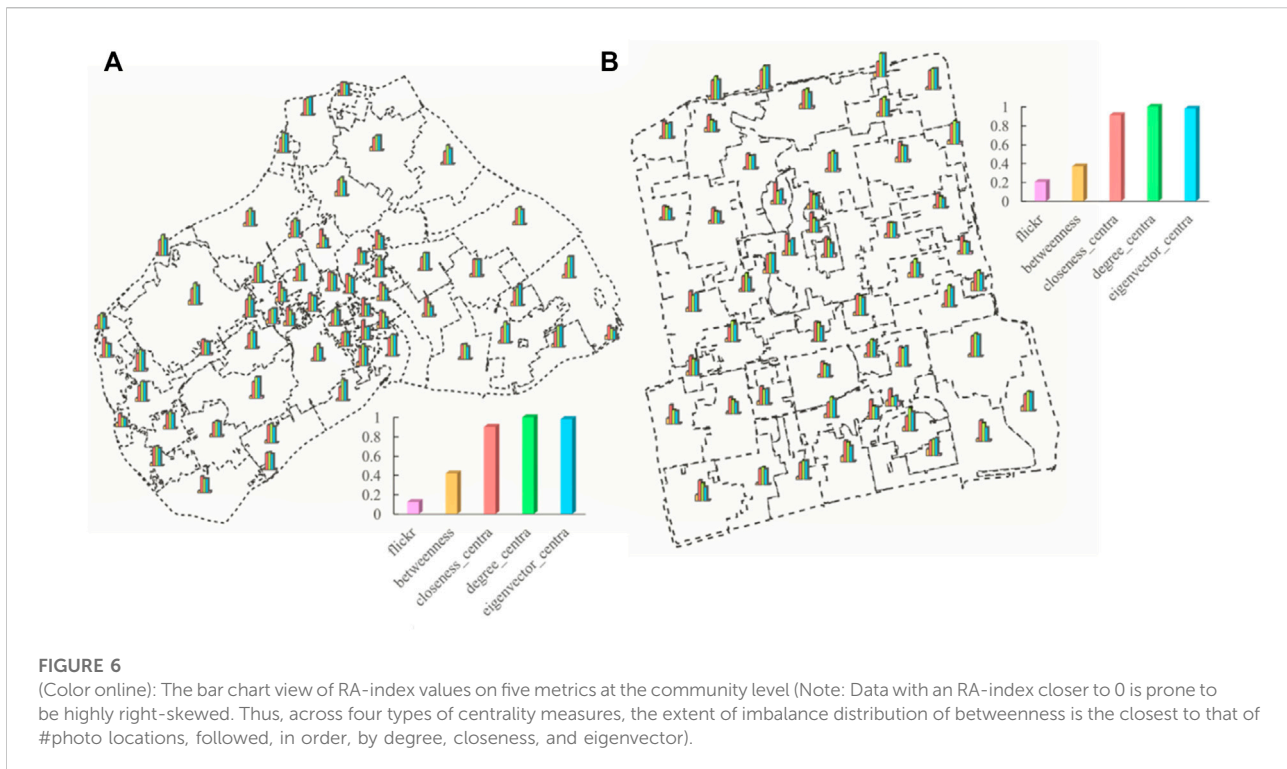 A
B
1
0.8
0.6
0.4
0.2
0
flickr
betweenness
closeness_centra
degree_centra
eigenvector_centra
1
0.8
0.6
0.4
0.2
0
flickr
betweenness
closeness_centra
degree_centra
eigenvector_centra
FIGURE 6
(Color online): The bar chart view of RA-index values on five metrics at the community level (Note: Data with an RA-index closer to 0 is prone to
be highly right-skewed. Thus, across four types of centrality measures, the extent of imbalance distribution of betweenness is the closest to that of
#photo locations, followed, in order, by degree, closeness, and eigenvector).